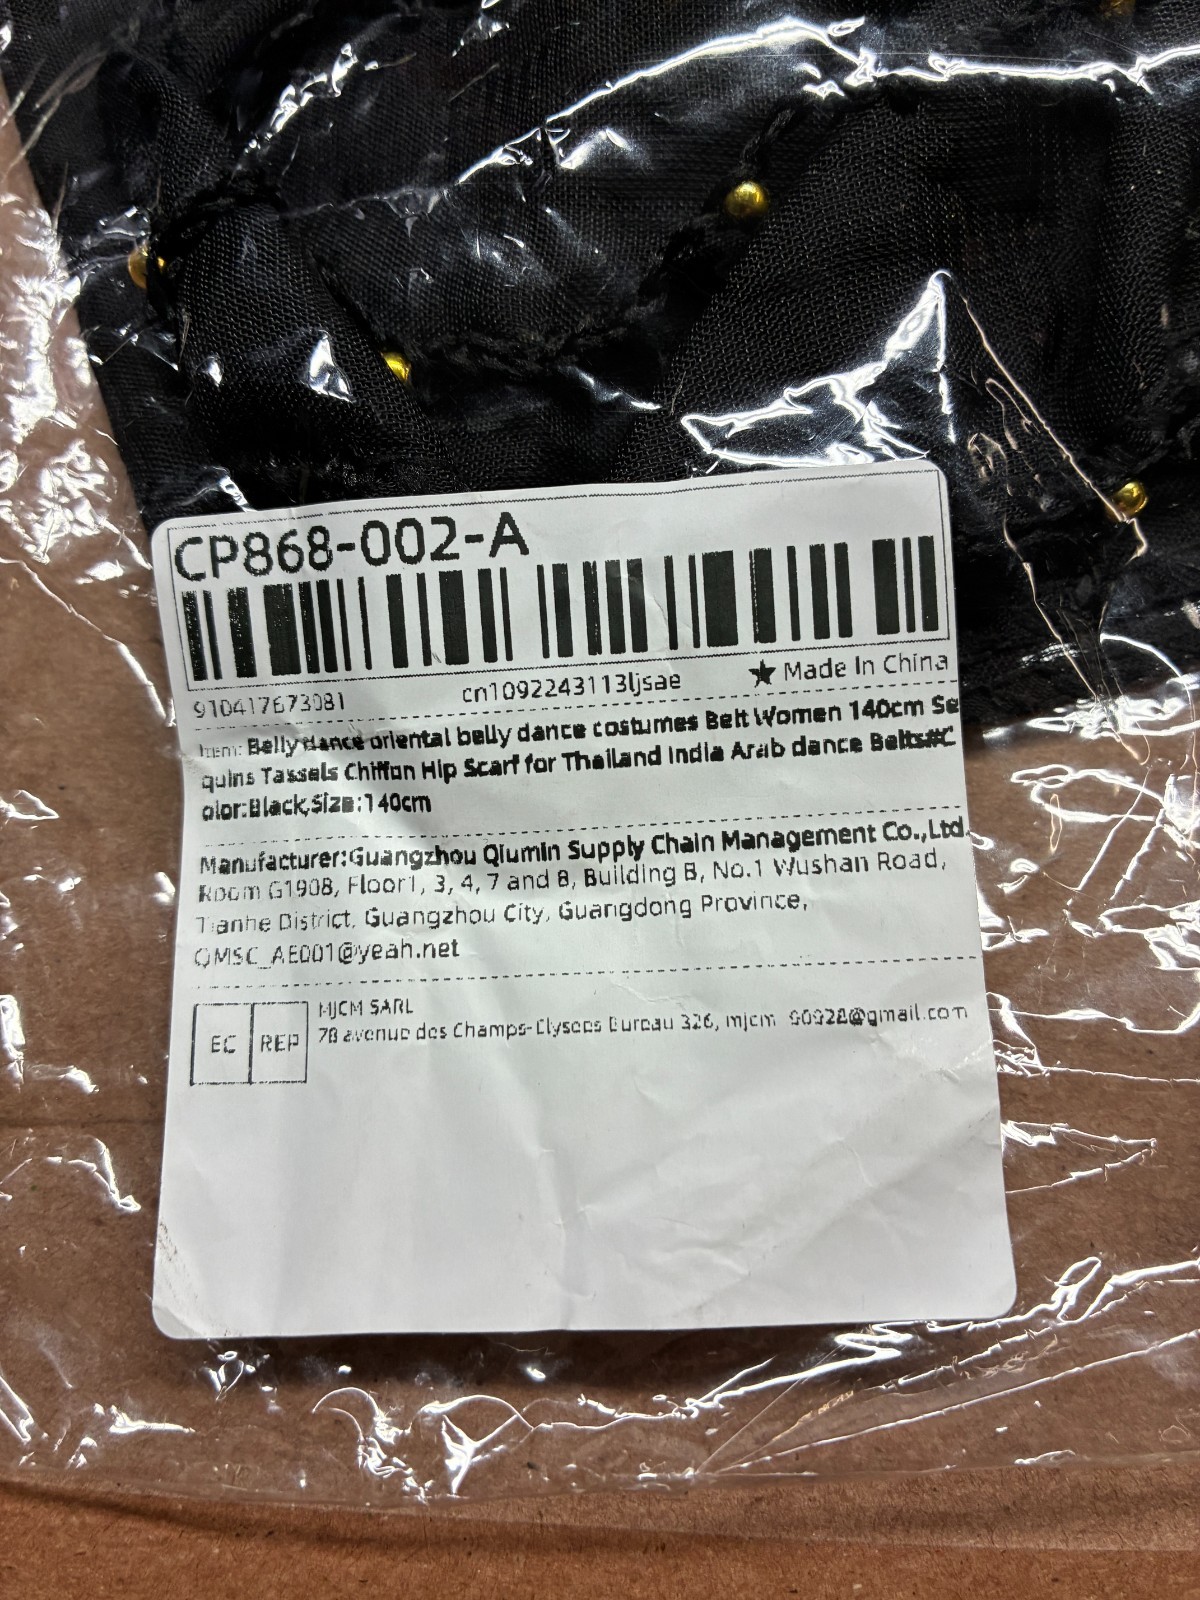 CP868-002-A
910417673081 cn1092243113ljsae ★ Made In China
Item: Belly dance oriental belly dance costumes Belt Women 140cm Se
quins Tassels Chiffon Hip Scarf for Thailand India Arab dance Belts#C
olor:Black,Size:140cm
Manufacturer:Guangzhou Qiumin Supply Chain Management Co.,Ltd.
Room G1908, Floor1, 3, 4, 7 and 8, Building B, No.1 Wushan Road,
Tianhe District, Guangzhou City, Guangdong Province,
QMSC_AE001@yeah.net
EC REP
MJCM SARL
78 avenue des Champs-Elysees Bureau 326, mjcm